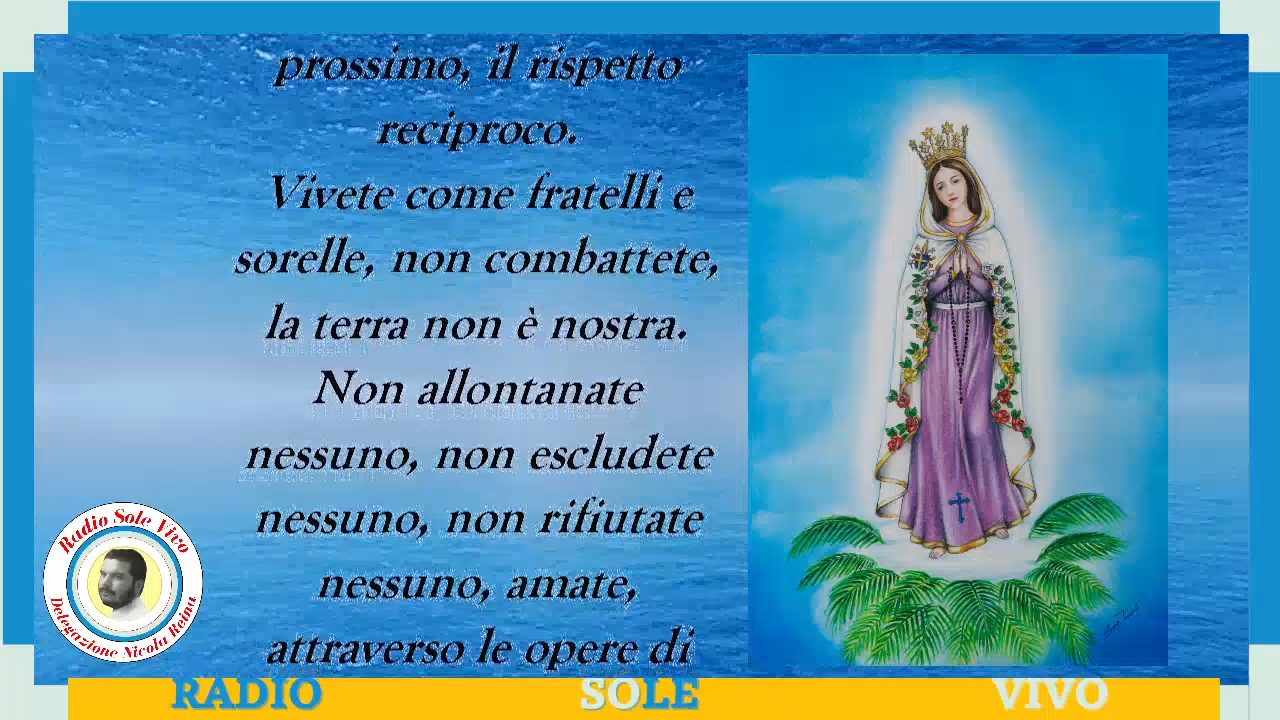 prossimo, il rispetto
reciproco.
Vivete come fratelli e
sorelle, non combattete,
la terra non è nostra.
Non allontanate
nessuno, non escludete
nessuno, non rifiutate
nessuno, amate,
attraverso le opere di
Radio Sole Vivo
Delegazione Nicola Reina
RADIO SOLE VIVO